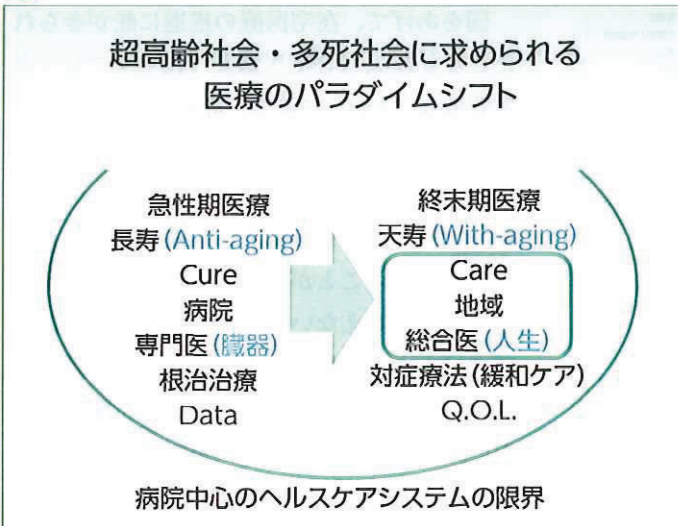 超高齢社会・多死社会に求められる
医療のパラダイムシフト
急性期医療
長寿(Anti-aging)
Cure
病院
専門医(臓器)
根治治療
Data
終末期医療
天寿(With-aging)
Care
地域
総合医(人生)
対症療法(緩和ケア)
Q.O.L.
病院中心のヘルスケアシステムの限界